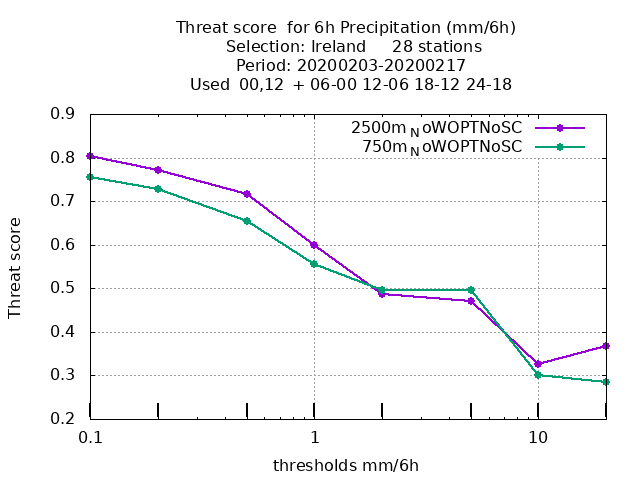 Threat score  for 6h Precipitation (mm/6h)
Selection: Ireland     28 stations
Period: 20200203-20200217
Used  00,12  + 06-00 12-06 18-12 24-18
2500m_NoWOPTNoSC
750m_NoWOPTNoSC
0.9
0.8
0.7
0.6
0.5
0.4
0.3
0.2
Threat score
0.1 1 10
thresholds mm/6h